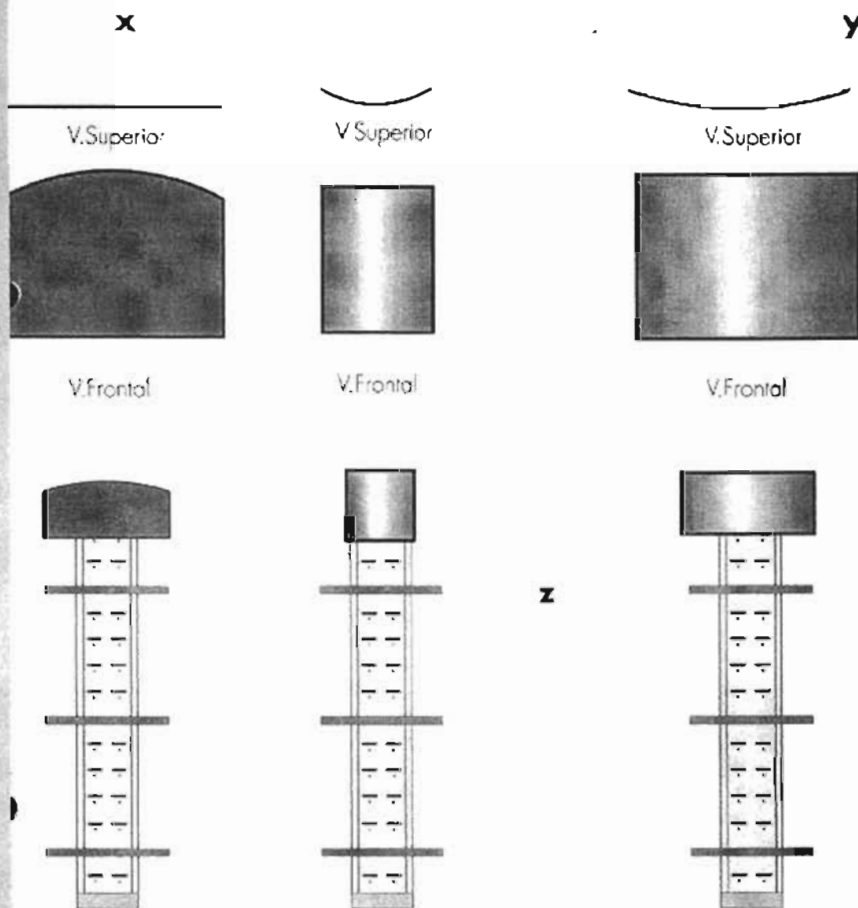 x
y
V.Superior
V Superior
V.Superior
V.Frontal
V.Frontal
V.Frontal
z